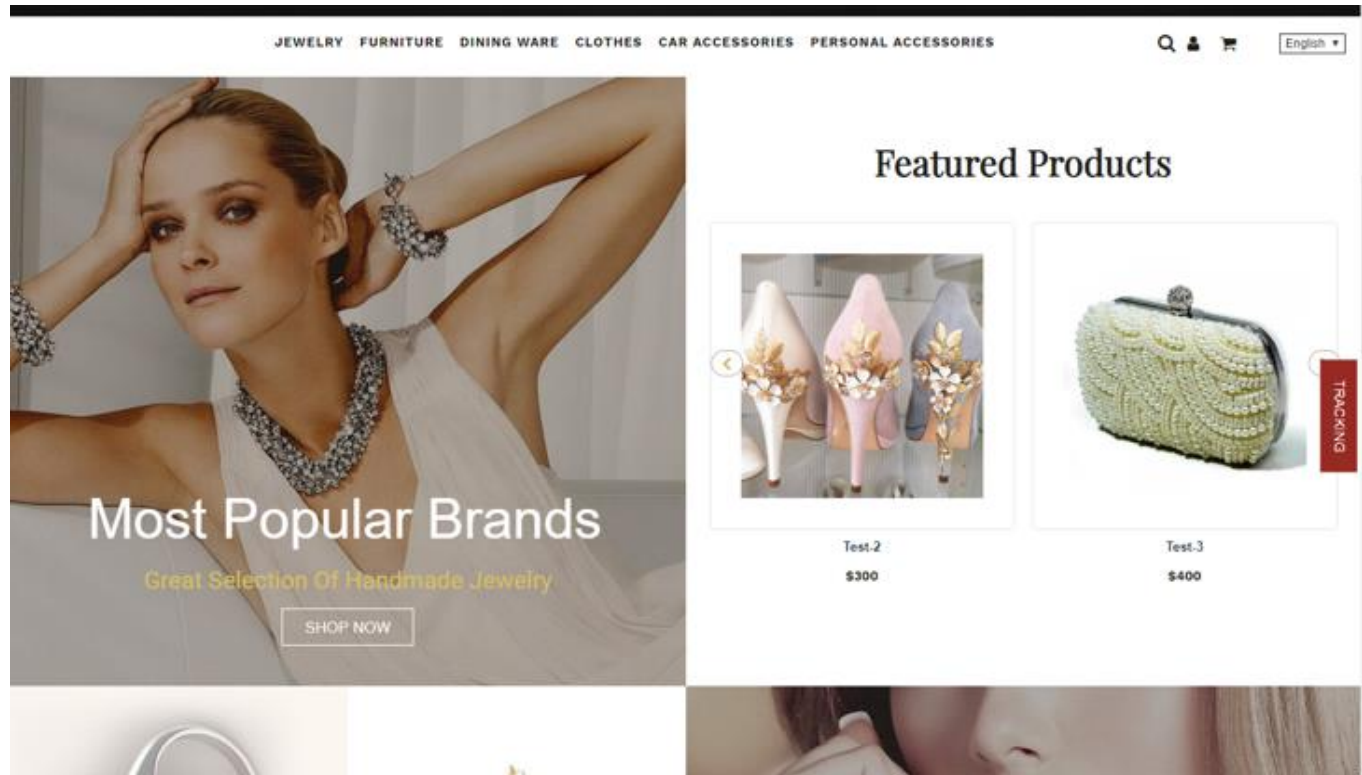 JEWELRY FURNITURE DINING WARE CLOTHES CAR ACCESSORIES PERSONAL ACCESSORIES
English
Most Popular Brands
Great Selection Of Handmade Jewelry
SHOP NOW
Featured Products
Test-2
$300
Test-3
$400
TRACKING